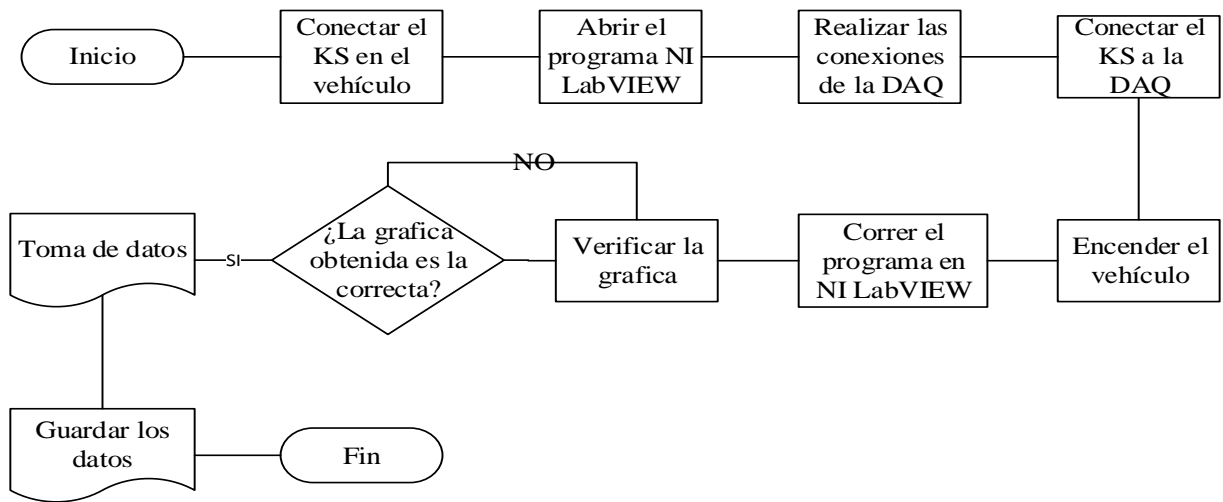 Inicio
Conectar el
KS en el
vehículo
Abrir el
programa NI
LabVIEW
Realizar las
conexiones
de la DAQ
Conectar el
KS a la
DAQ
Encender el
vehículo
Correr el
programa en
NI LabVIEW
Verificar la
grafica
NO
¿La grafica
obtenida es la
correcta?
SI
Toma de datos
Guardar los
datos
Fin